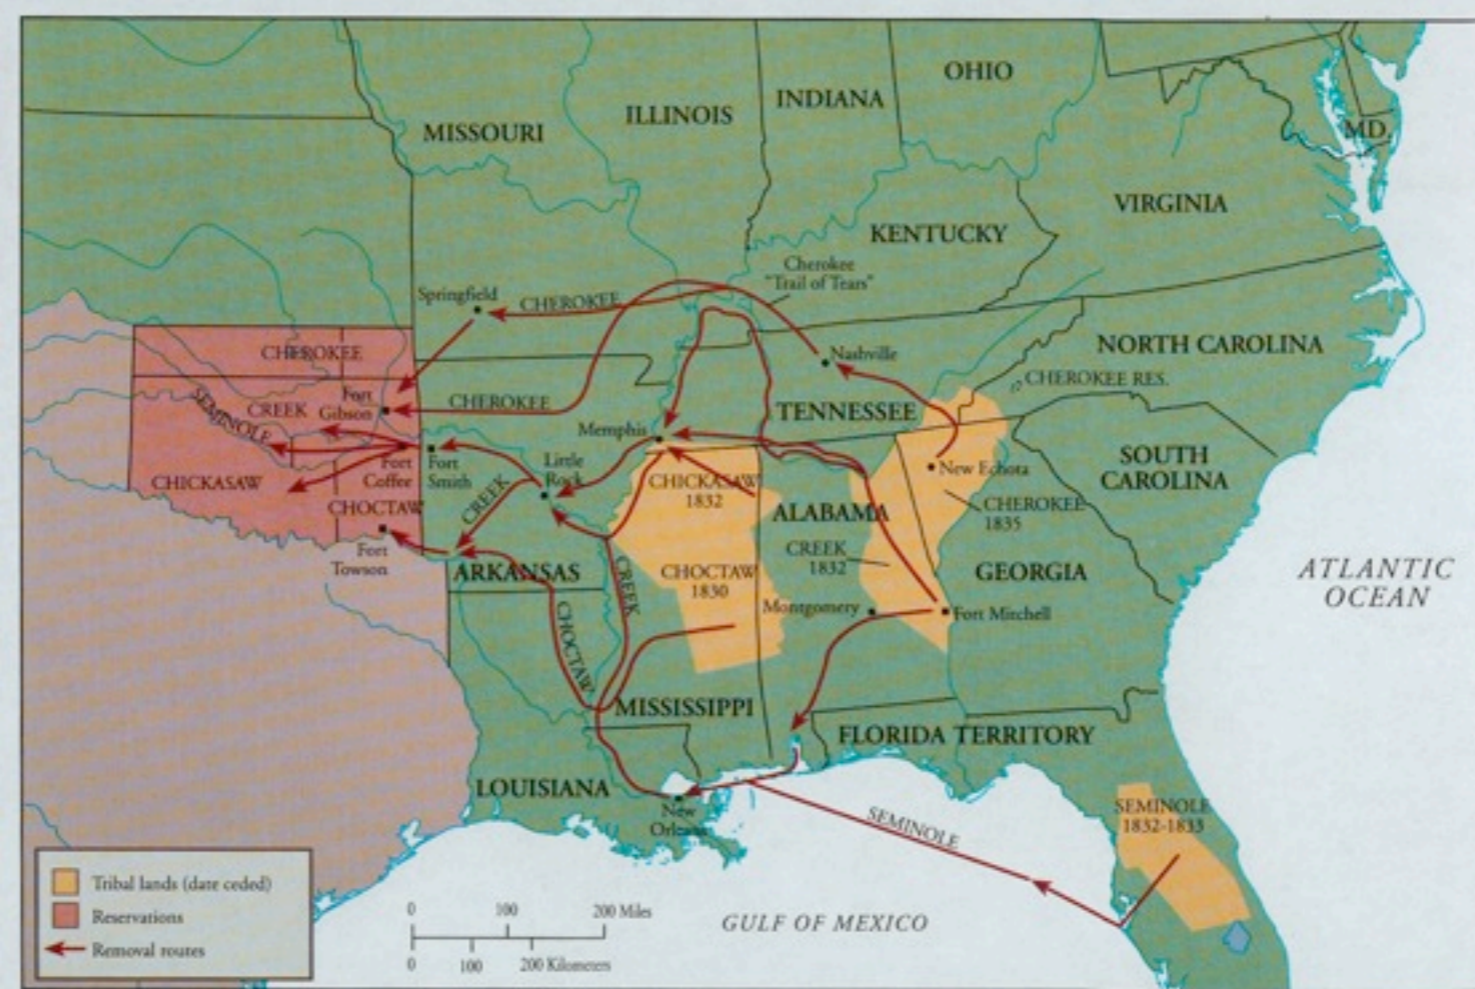 OHIO
INDIANA
ILLINOIS
MISSOURI
MD.
VIRGINIA
KENTUCKY
Cherokee
"Trail of Tears"
Springfield
CHEROKEE
NORTH CAROLINA
CHEROKEE
Nashville
CHEROKEE RES.
Fort
Gibson
CREEK
SEMINOLE
CHEROKEE
TENNESSEE
Memphis
Fort
Coffee
Fort
Smith
Little
Rock
New Echota
SOUTH
CAROLINA
CHICKASAW
CHICKASAW
1832
CHOCTAW
CREEK
ALABAMA
CHEROKEE
1835
Fort
Towson
CREEK
1832
ARKANSAS
CREEK
CHOCTAW
1830
GEORGIA
ATLANTIC
OCEAN
CHOCTAW
Montgomery
Fort Mitchell
MISSISSIPPI
FLORIDA TERRITORY
LOUISIANA
New
Orleans
SEMINOLE
SEMINOLE
1832-1833
Tribal lands (date ceded)
Reservations
Removal routes
0 100 200 Miles
0 100 200 Kilometers
GULF OF MEXICO